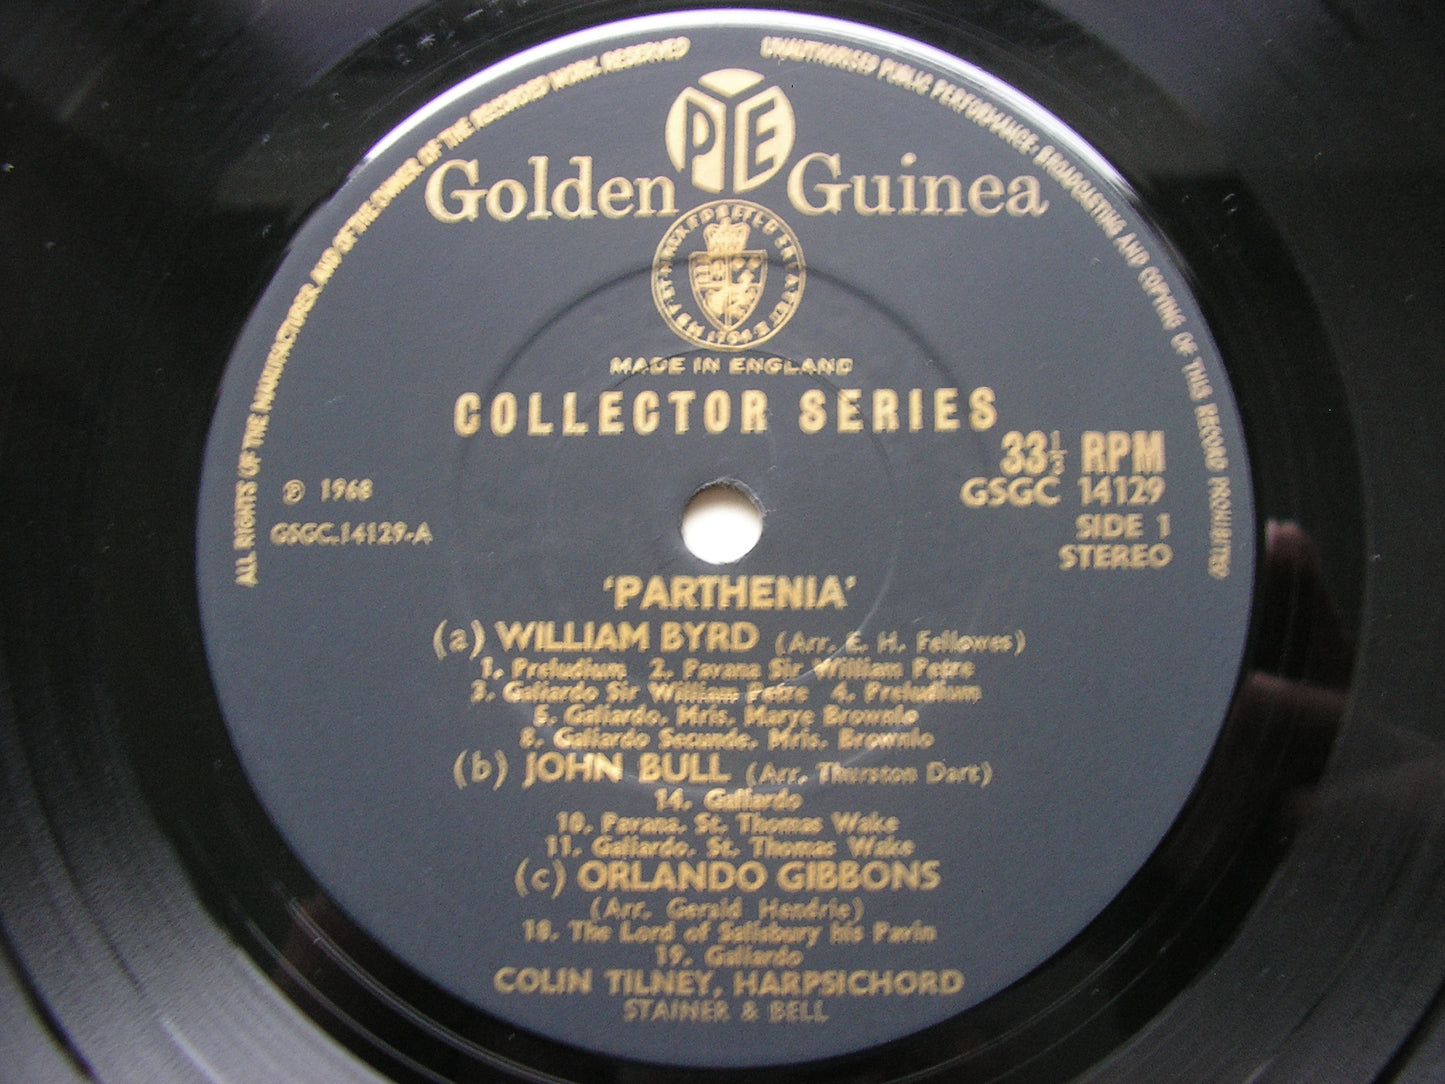 ALL RIGHTS OF THE MANUFACTURER AND OF THE OWNER OF THE RECORDED WORK RESERVED
UNAUTHORISED PUBLIC PERFORMANCE, BROADCASTING AND COPYING OF THIS RECORD PROHIBITED
PYE
Golden Guinea
MADE IN ENGLAND
COLLECTOR SERIES
33⅓ RPM
℗ 1968
GSGC 14129
GSGC.14129-A
SIDE 1
STEREO
'PARTHENIA'
(a) WILLIAM BYRD (Arr. E. H. Fellowes)
1. Preludium 2. Pavana Sir William Petre
3. Galiardo Sir William Petre 4. Preludium
5. Galiardo. Mris. Marye Brownlo
8. Galiardo Secunde. Mris. Brownlo
(b) JOHN BULL (Arr. Thurston Dart)
14. Galiardo
10. Pavana. St. Thomas Wake
11. Galiardo. St. Thomas Wake
(c) ORLANDO GIBBONS
(Arr. Gerald Hendrie)
18. The Lord of Salisbury his Pavin
19. Galiardo
COLIN TILNEY, HARPSICHORD
STAINER & BELL